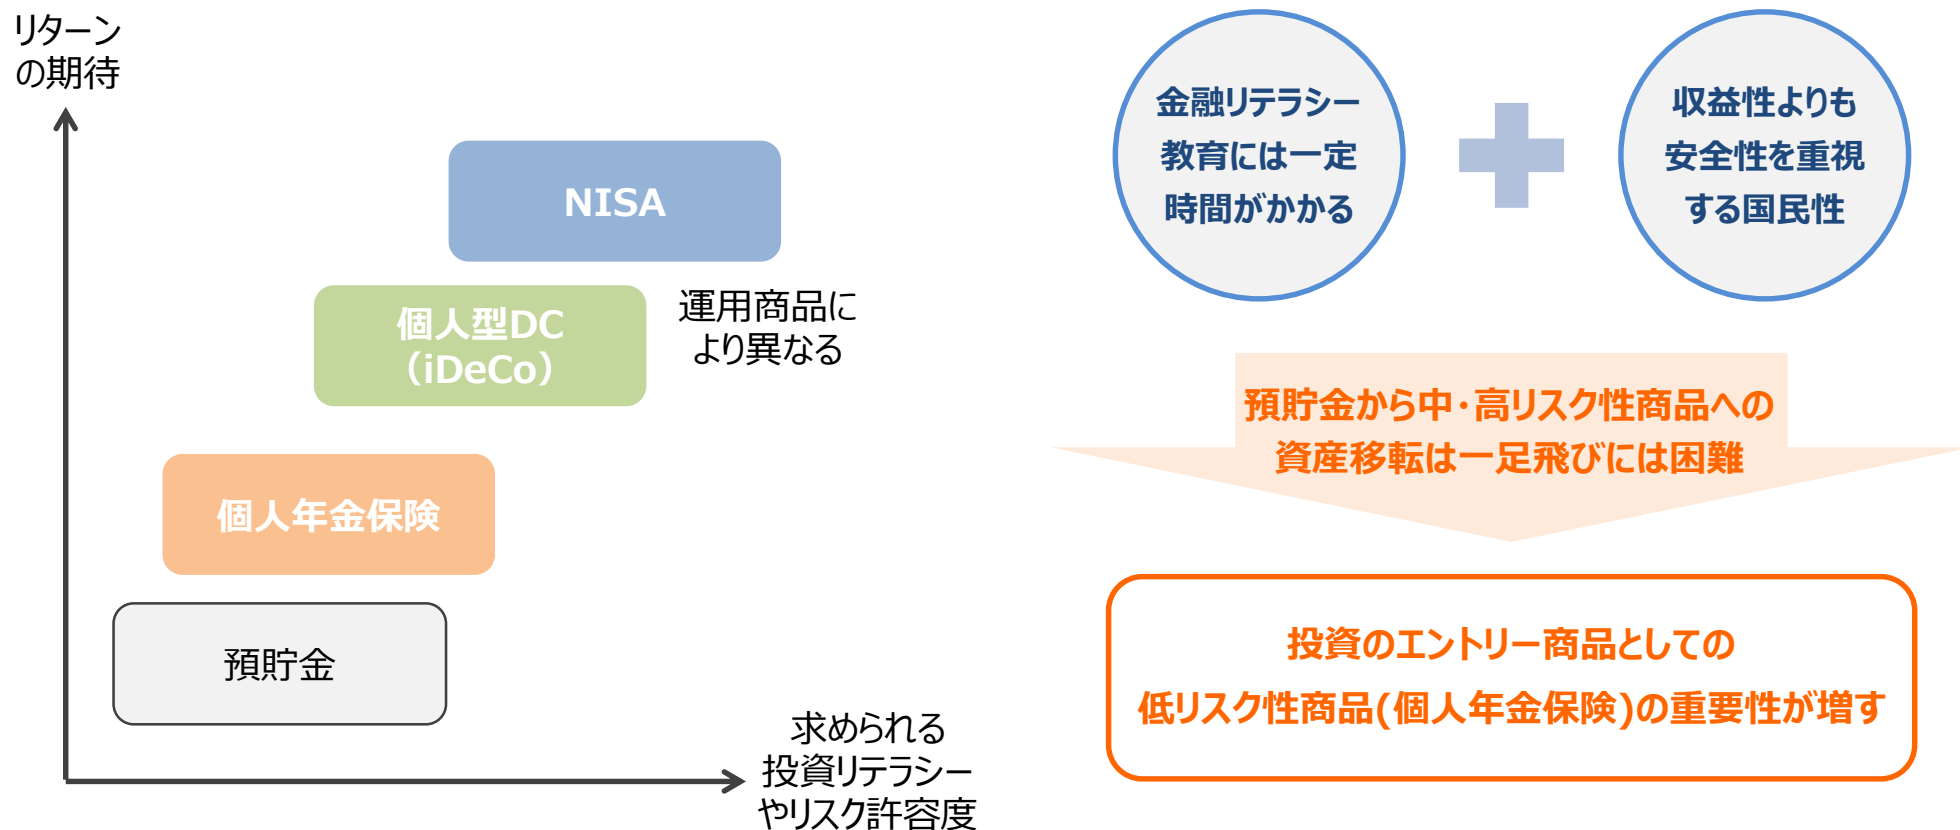 リターン
の期待
NISA
個人型DC
（iDeCo）
運用商品に
より異なる
個人年金保険
預貯金
求められる
投資リテラシー
やリスク許容度
金融リテラシー
教育には一定
時間がかかる
収益性よりも
安全性を重視
する国民性
預貯金から中・高リスク性商品への
資産移転は一足飛びには困難
投資のエントリー商品としての
低リスク性商品(個人年金保険)の重要性が増す